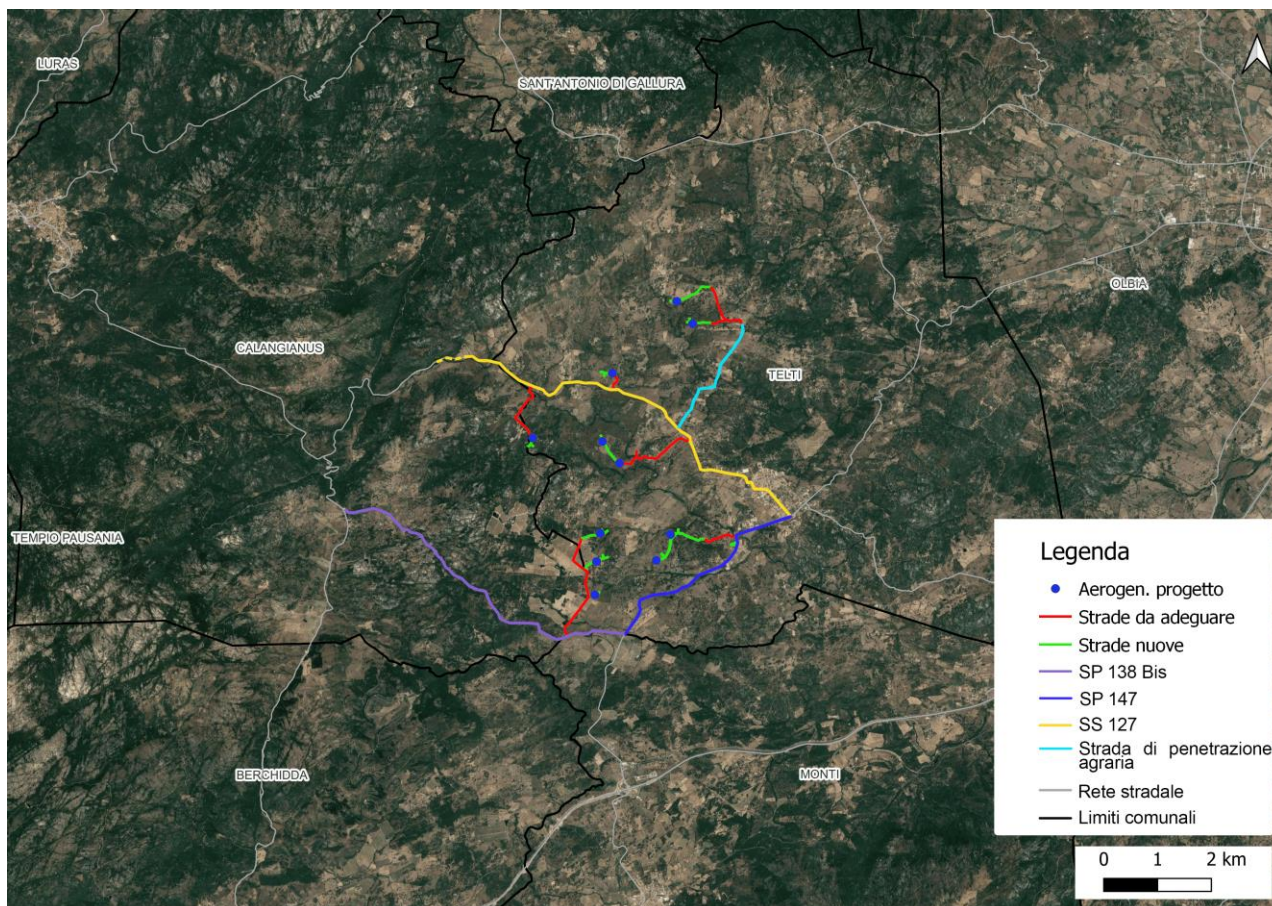 LURAS
SANT'ANTONIO DI GALLURA
OLBIA
CALANGIANUS
TELTI
TEMPIO PAUSANIA
BERCHIDDA
MONTI
Legenda
Aerogen. progetto
Strade da adeguare
Strade nuove
SP 138 Bis
SP 147
SS 127
Strada di penetrazione
agraria
Rete stradale
Limiti comunali
0 1 2 km